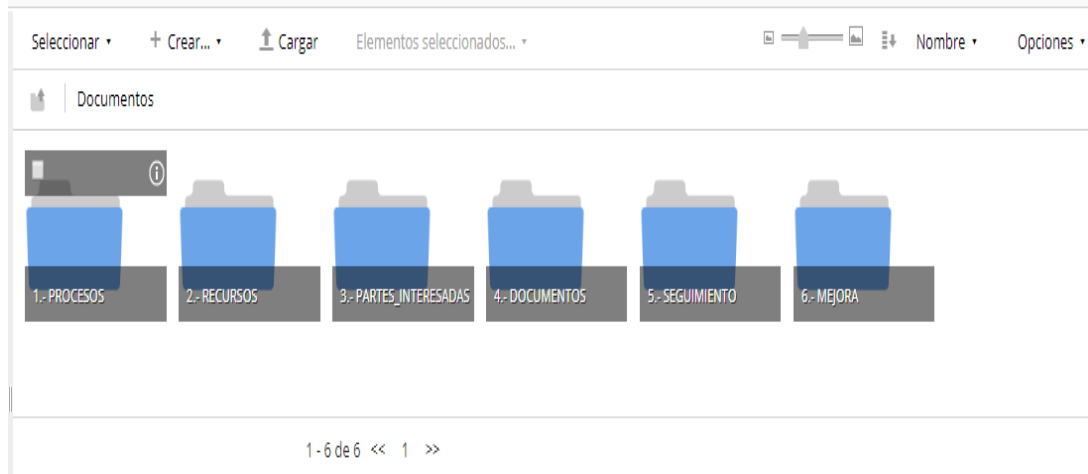 Seleccionar Crear... Cargar Elementos seleccionados... Nombre Opciones
Documentos
1.- PROCESOS 2.- RECURSOS 3.- PARTES_INTERESADAS 4.- DOCUMENTOS 5.- SEGUIMIENTO 6.- MEJORA
1 - 6 de 6 << 1 >>